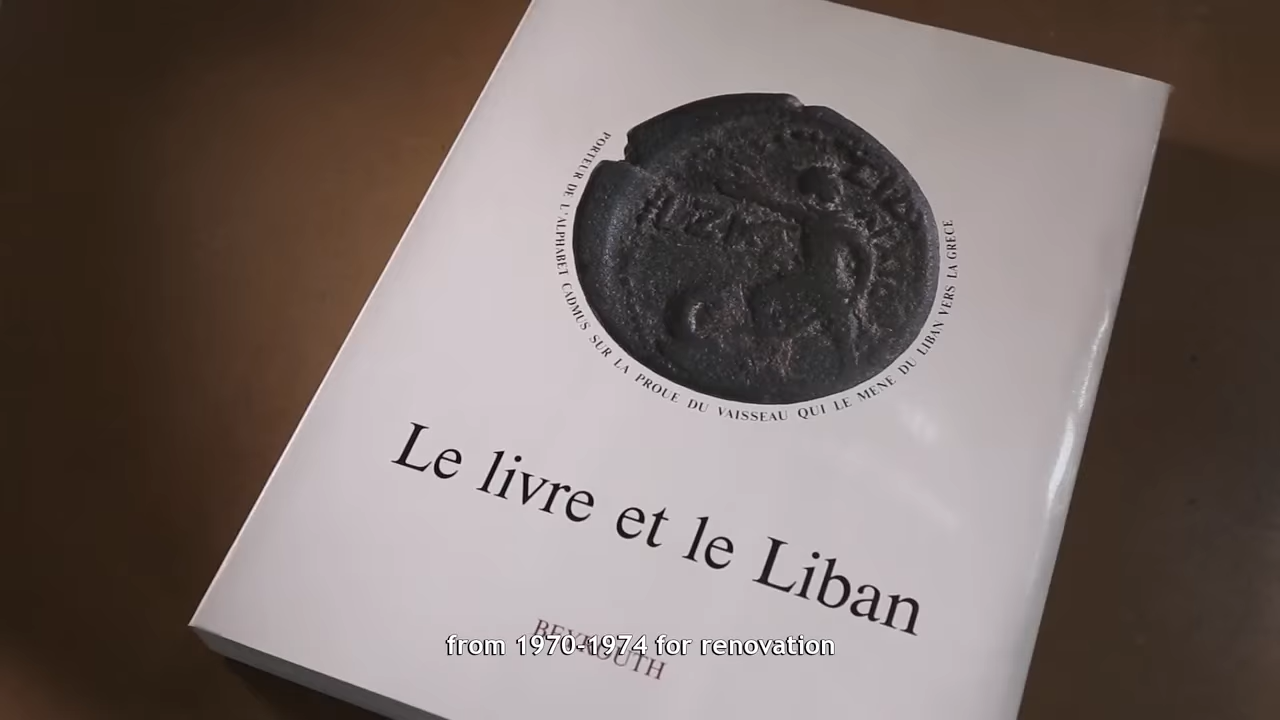 PORTEUR DE L'ALPHABET CADMUS SUR LA PROUE DU VAISSEAU QUI LE MENE DU LIBAN VERS LA GRECE
Le livre et le Liban
BEYROUTH
from 1970-1974 for renovation